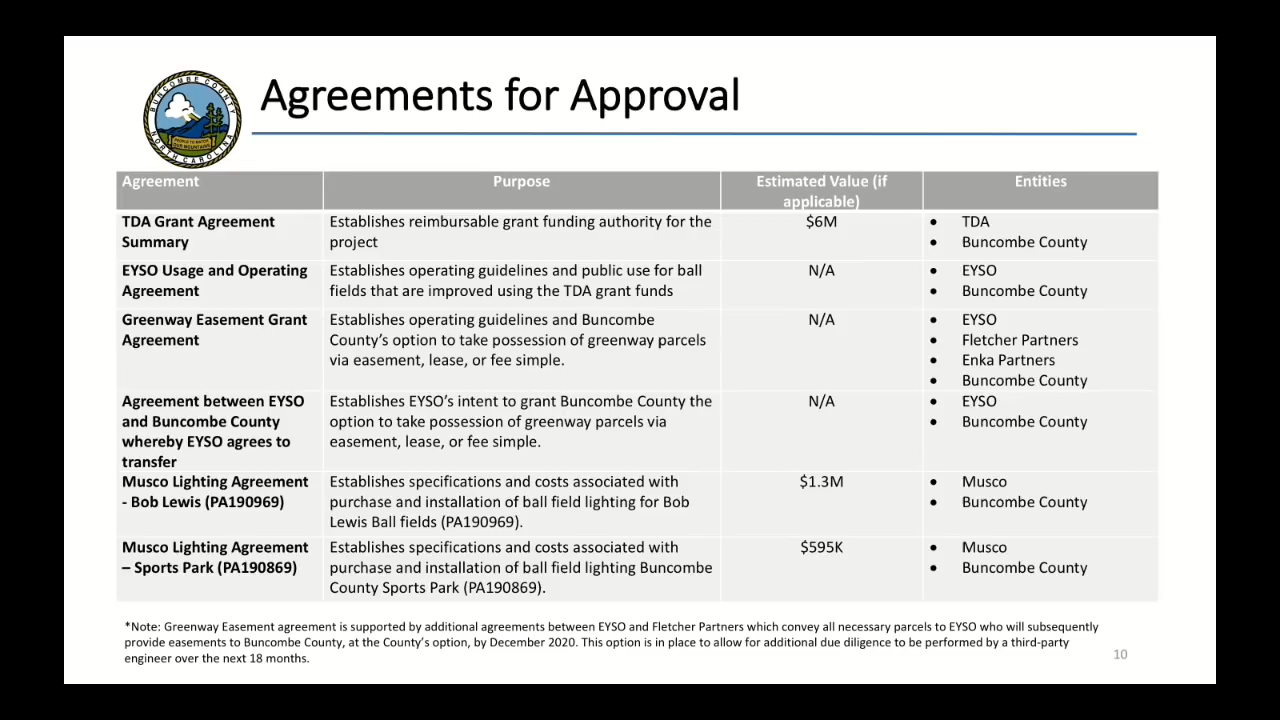 BUNCOMBE COUNTY
NORTH CAROLINA
Agreements for Approval
Agreement
Purpose
Estimated Value (if
applicable)
Entities
TDA Grant Agreement
Summary
Establishes reimbursable grant funding authority for the
project
$6M
• TDA
• Buncombe County
EYSO Usage and Operating
Agreement
Establishes operating guidelines and public use for ball
fields that are improved using the TDA grant funds
N/A
• EYSO
• Buncombe County
Greenway Easement Grant
Agreement
Establishes operating guidelines and Buncombe
County’s option to take possession of greenway parcels
via easement, lease, or fee simple.
N/A
• EYSO
• Fletcher Partners
• Enka Partners
• Buncombe County
Agreement between EYSO
and Buncombe County
whereby EYSO agrees to
transfer
Establishes EYSO’s intent to grant Buncombe County the
option to take possession of greenway parcels via
easement, lease, or fee simple.
N/A
• EYSO
• Buncombe County
Musco Lighting Agreement
- Bob Lewis (PA190969)
Establishes specifications and costs associated with
purchase and installation of ball field lighting for Bob
Lewis Ball fields (PA190969).
$1.3M
• Musco
• Buncombe County
Musco Lighting Agreement
– Sports Park (PA190869)
Establishes specifications and costs associated with
purchase and installation of ball field lighting Buncombe
County Sports Park (PA190869).
$595K
• Musco
• Buncombe County
*Note: Greenway Easement agreement is supported by additional agreements between EYSO and Fletcher Partners which convey all necessary parcels to EYSO who will subsequently
provide easements to Buncombe County, at the County’s option, by December 2020. This option is in place to allow for additional due diligence to be performed by a third-party
engineer over the next 18 months.
10